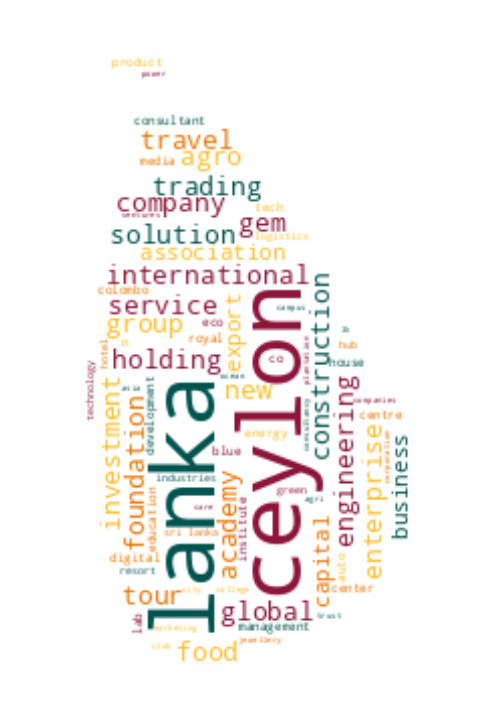 product
power
consultant
travel
media
agro
trading
company
tech
ventures
gem
solution
logistics
association
international
colombo
service
construction
ceylon
export
campus
group
eco
royal
hotel
n
holding
co
plantation
hub
house
lanka
ocean
asia
new
technology
investment
foundation
development
engineering
companies
centre
enterprise
business
consultancy
energy
corporation
blue
industries
academy
green
agri
education
care
institute
sri lanka
capital
digital
resort
auto
tour
city
college
center
global
trust
lab
marketing
management
jewellery
club
food